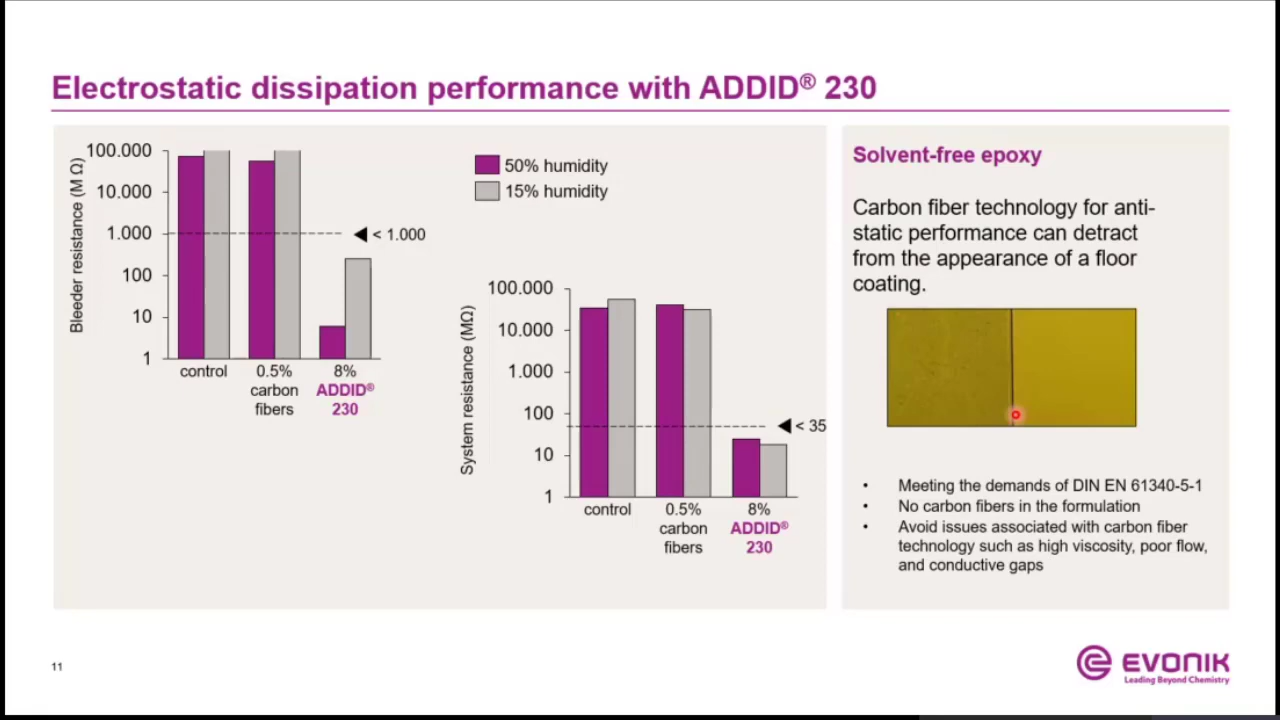 Electrostatic dissipation performance with ADDID® 230
Bleeder resistance (M Ω)
100.000
10.000
1.000
100
10
1
< 1.000
control
0.5%
carbon
fibers
8%
ADDID®
230
50% humidity
15% humidity
System resistance (MΩ)
100.000
10.000
1.000
100
10
1
< 35
control
0.5%
carbon
fibers
8%
ADDID®
230
Solvent-free epoxy
Carbon fiber technology for anti-
static performance can detract
from the appearance of a floor
coating.
• Meeting the demands of DIN EN 61340-5-1
• No carbon fibers in the formulation
• Avoid issues associated with carbon fiber
technology such as high viscosity, poor flow,
and conductive gaps
11
EVONIK
Leading Beyond Chemistry